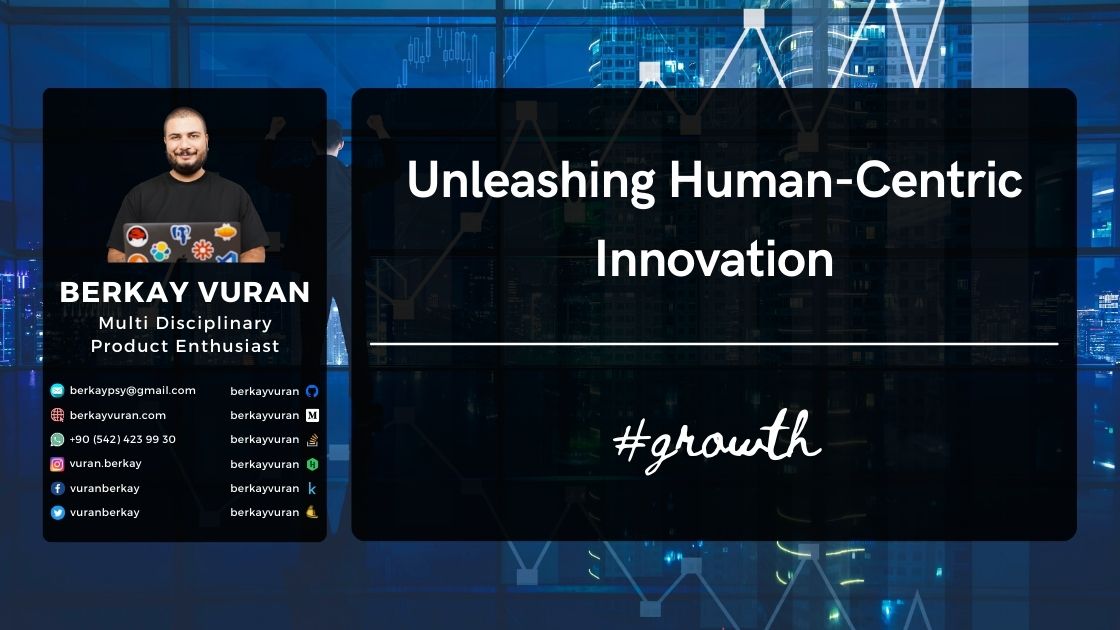 BERKAY VURAN
Multi Disciplinary
Product Enthusiast
berkaypsy@gmail.com
berkayvuran.com
+90 (542) 423 99 30
vuran.berkay
vuranberkay
vuranberkay
berkayvuran
berkayvuran M
berkayvuran
berkayvuran
berkayvuran k
berkayvuran
Unleashing Human-Centric
Innovation
#growth